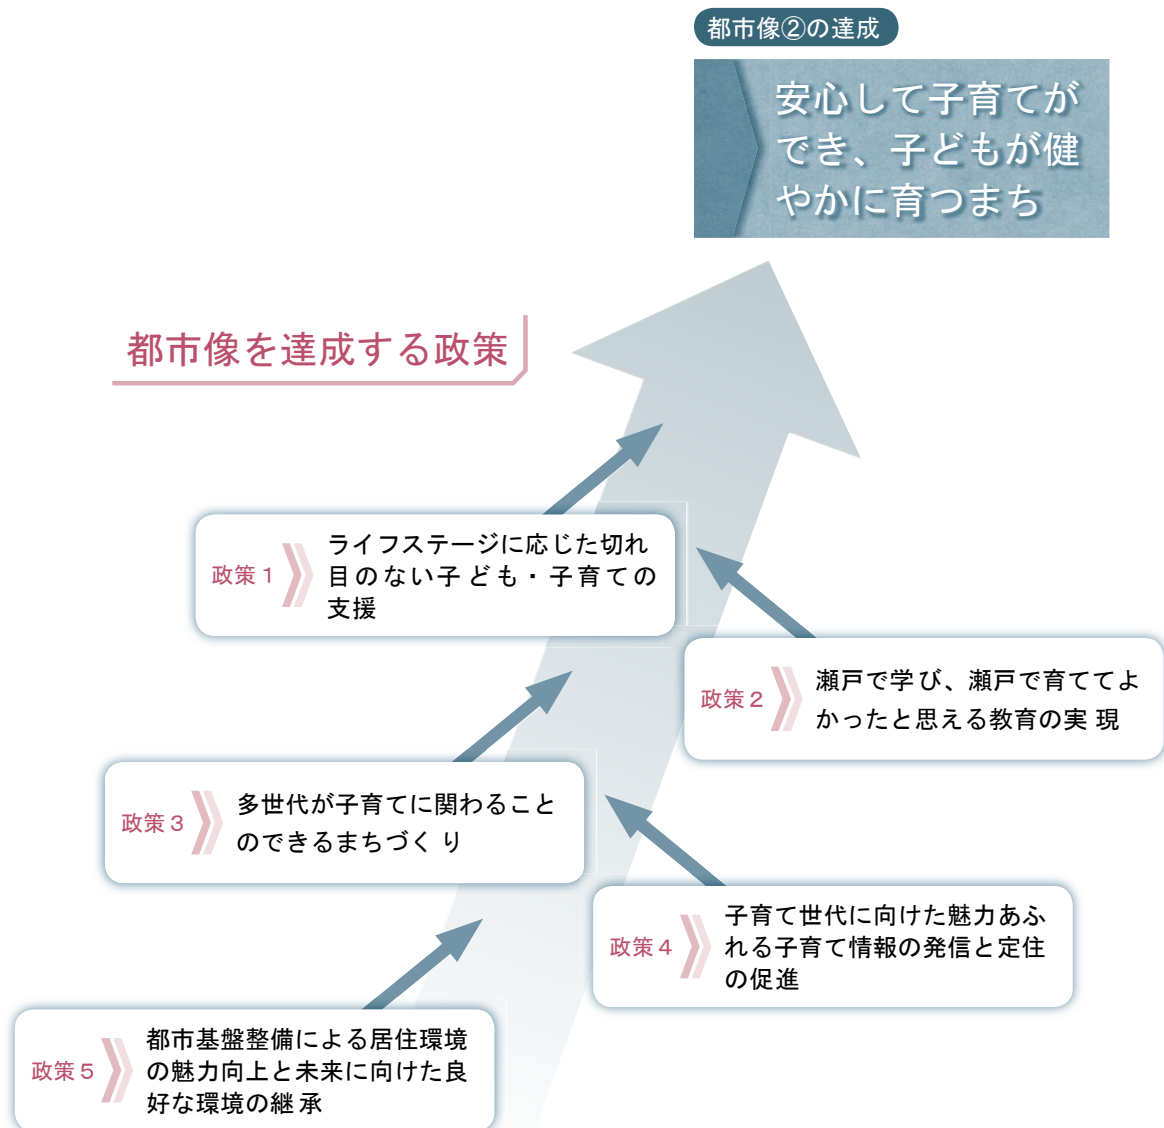 都市像②の達成
安心して子育てが
でき、子どもが健
やかに育つまち
都市像を達成する政策
政策１
ライフステージに応じた切れ
目のない子ども・子育ての
支援
政策２
瀬戸で学び、瀬戸で育ててよ
かったと思える教育の実現
政策３
多世代が子育てに関わること
のできるまちづくり
政策４
子育て世代に向けた魅力あふ
れる子育て情報の発信と定住
の促進
政策５
都市基盤整備による居住環境
の魅力向上と未来に向けた良
好な環境の継承